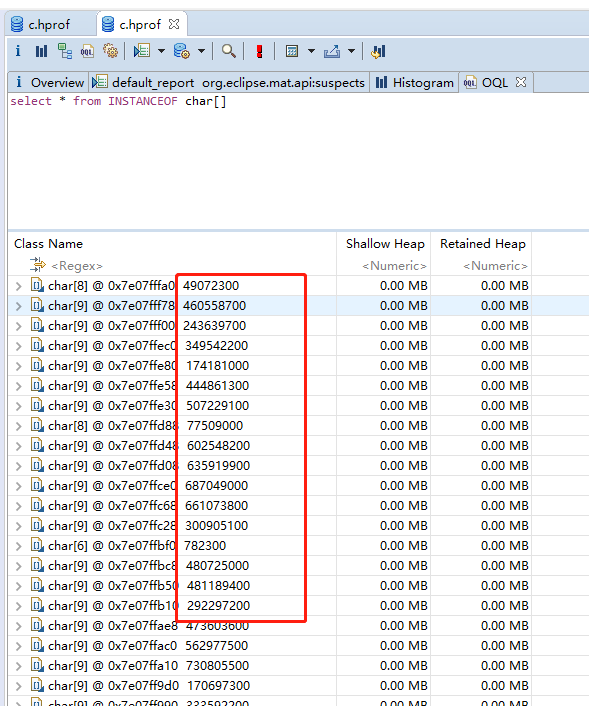 c.hprof c.hprof
Overview default_report org.eclipse.mat.api:suspects Histogram OQL
select * from INSTANCEOF char[]
Class Name Shallow Heap Retained Heap
<Regex> <Numeric> <Numeric>
char[8] @ 0x7e07fffa0 49072300 0.00 MB 0.00 MB
char[9] @ 0x7e07fff78 460558700 0.00 MB 0.00 MB
char[9] @ 0x7e07fff00 243639700 0.00 MB 0.00 MB
char[9] @ 0x7e07ffec0 349542200 0.00 MB 0.00 MB
char[9] @ 0x7e07ffe80 174181000 0.00 MB 0.00 MB
char[9] @ 0x7e07ffe58 444861300 0.00 MB 0.00 MB
char[9] @ 0x7e07ffe30 507229100 0.00 MB 0.00 MB
char[8] @ 0x7e07ffd88 77509000 0.00 MB 0.00 MB
char[9] @ 0x7e07ffd48 602548200 0.00 MB 0.00 MB
char[9] @ 0x7e07ffd08 635919900 0.00 MB 0.00 MB
char[9] @ 0x7e07ffce0 687049000 0.00 MB 0.00 MB
char[9] @ 0x7e07ffc68 661073800 0.00 MB 0.00 MB
char[9] @ 0x7e07ffc28 300905100 0.00 MB 0.00 MB
char[6] @ 0x7e07ffbf0 782300 0.00 MB 0.00 MB
char[9] @ 0x7e07ffbc8 480725000 0.00 MB 0.00 MB
char[9] @ 0x7e07ffb50 481189400 0.00 MB 0.00 MB
char[9] @ 0x7e07ffb10 292297200 0.00 MB 0.00 MB
char[9] @ 0x7e07ffae8 473603600 0.00 MB 0.00 MB
char[9] @ 0x7e07ffac0 562977500 0.00 MB 0.00 MB
char[9] @ 0x7e07ffa10 730805500 0.00 MB 0.00 MB
char[9] @ 0x7e07ff9d0 170697300 0.00 MB 0.00 MB
char[9] @ 0x7e07ff990 333592200 0.00 MB 0.00 MB